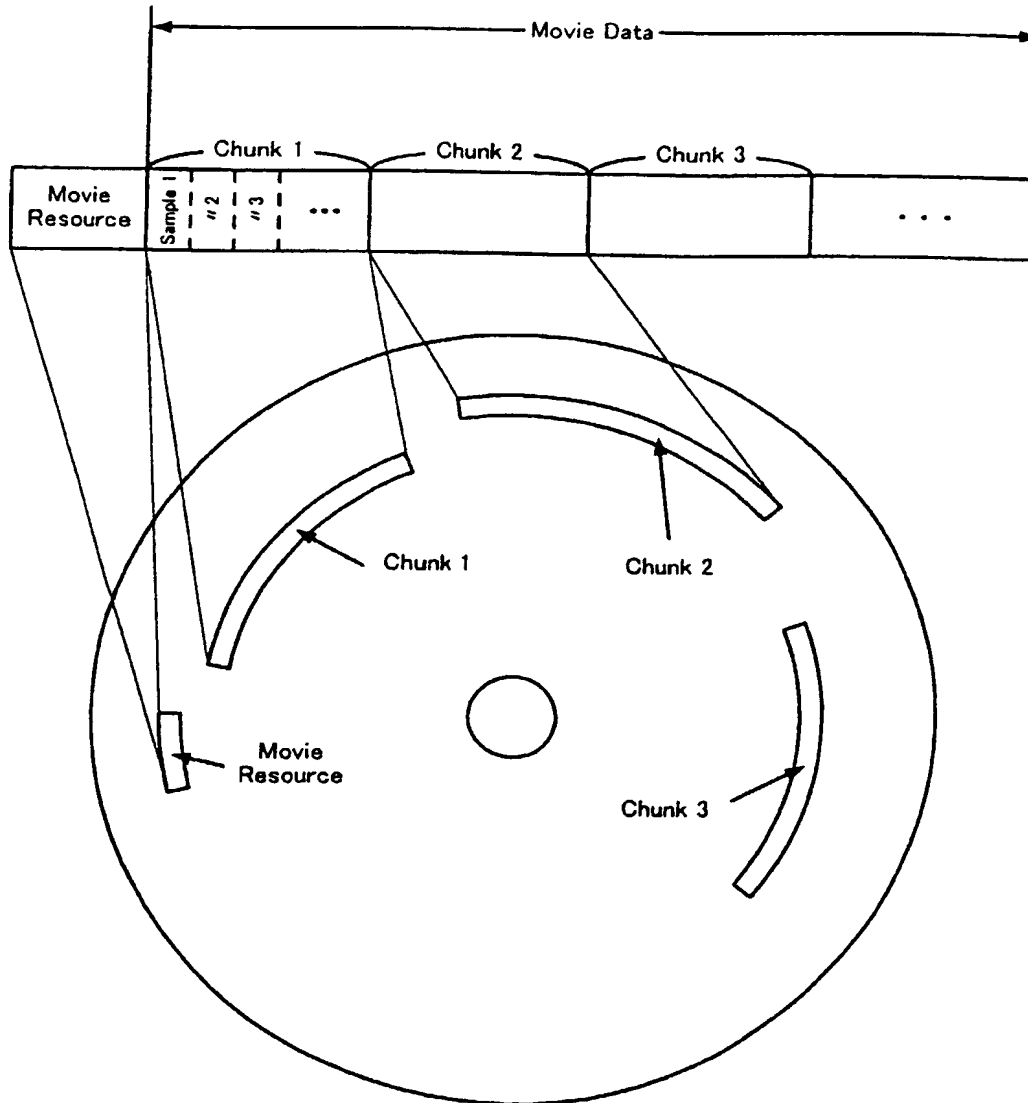 Movie Data
Chunk 1
Chunk 2
Chunk 3
Movie
Resource
Sample 1
〃2
〃3
...
...
Chunk 1
Chunk 2
Movie
Resource
Chunk 3